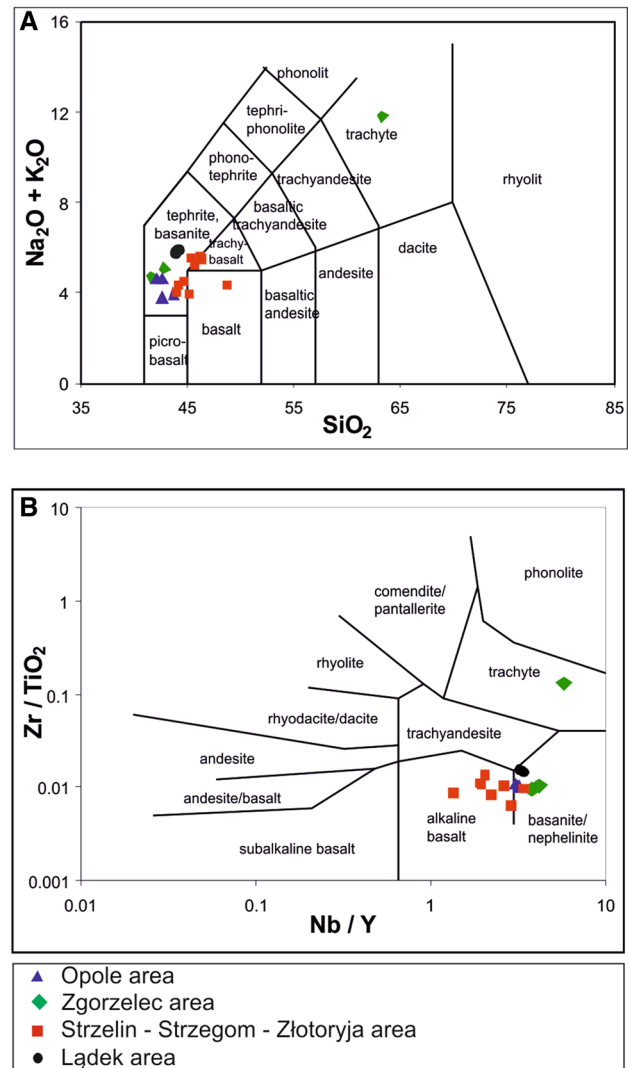 A
16
12
8
4
0
Na₂O + K₂O
35
45
55
65
75
85
SiO₂
phonolit
tephri-
phonolite
trachyte
phono-
tephrite
trachyandesite
rhyolit
basaltic
trachyandesite
tephrite,
basanite
trachy-
basalt
dacite
andesite
basaltic
andesite
basalt
picro-
basalt
B
10
1
0.1
0.01
0.001
Zr / TiO₂
0.01
0.1
1
10
Nb / Y
phonolite
comendite/
pantallerite
rhyolite
trachyte
rhyodacite/dacite
trachyandesite
andesite
andesite/basalt
alkaline
basalt
basanite/
nephelinite
subalkaline basalt
Opole area
Zgorzelec area
Strzelin - Strzegom - Złotoryja area
Lądek area